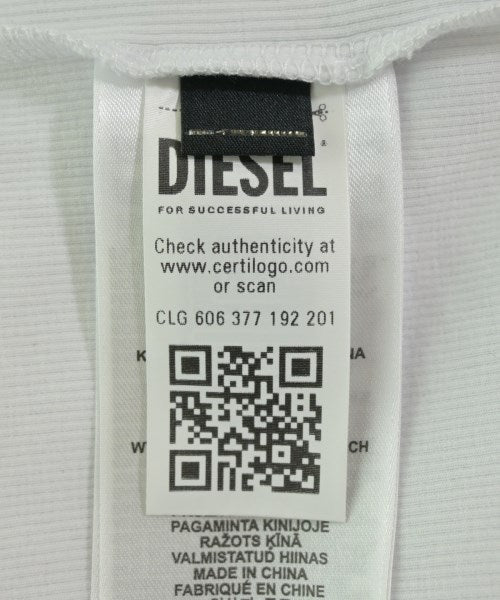 DIESEL
®
FOR SUCCESSFUL LIVING
Check authenticity at
www.certilogo.com
or scan
CLG 606 377 192 201
PAGAMINTA KINIJOJE
RAŽOTS ĶĪNĀ
VALMISTATUD HIINAS
MADE IN CHINA
FABRIQUÉ EN CHINE